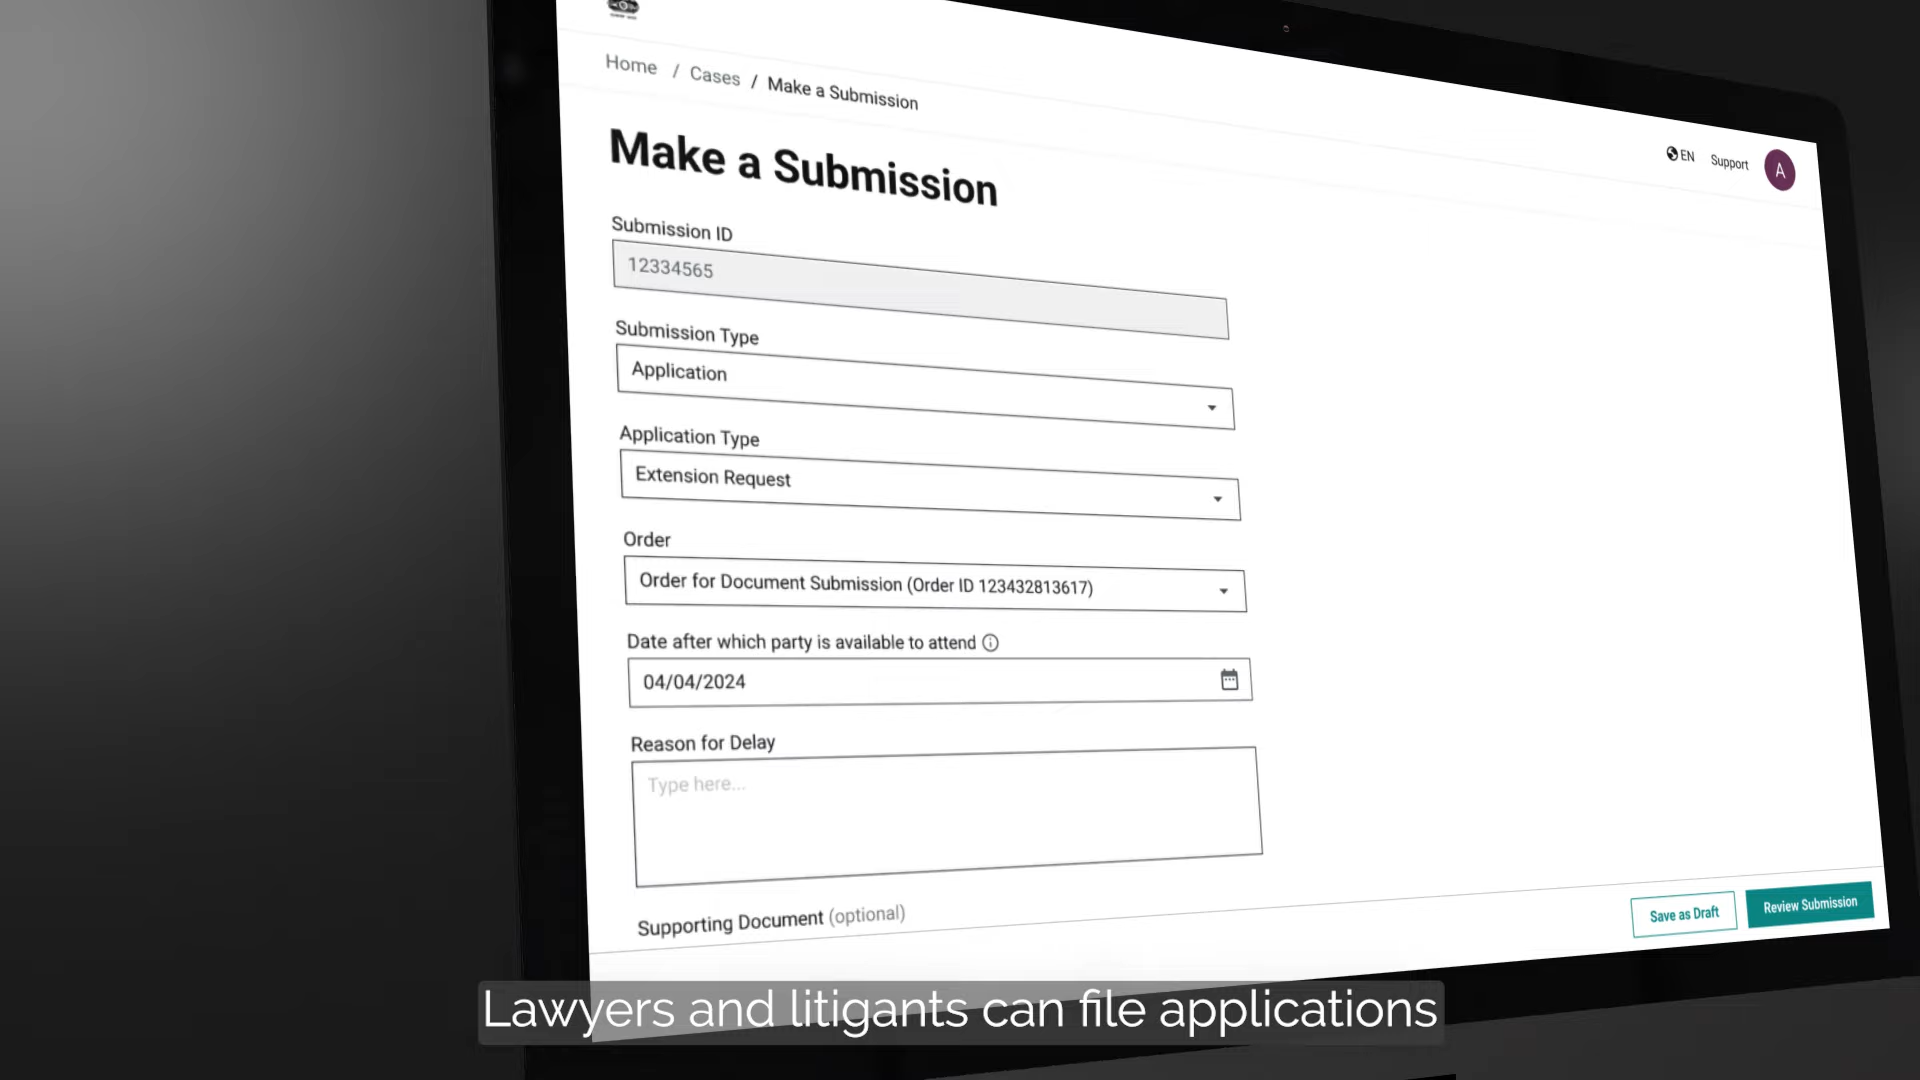 Home / Cases / Make a Submission
EN Support A
Make a Submission
Submission ID
12334565
Submission Type
Application
Application Type
Extension Request
Order
Order for Document Submission (Order ID 123432813617)
Date after which party is available to attend
04/04/2024
Reason for Delay
Type here...
Supporting Document (optional)
Save as Draft Review Submission
Lawyers and litigants can file applications